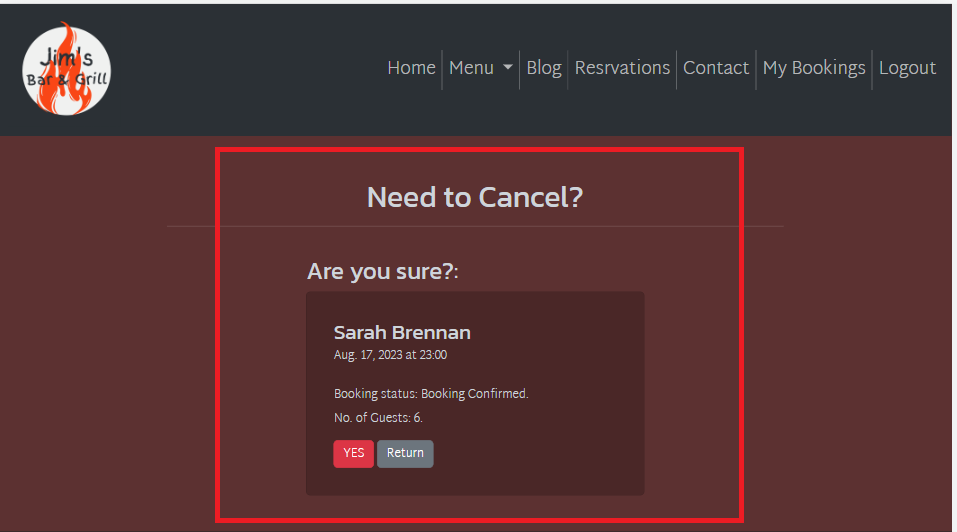 Jim's
Bar & Grill
Home Menu Blog Resrvations Contact My Bookings Logout
Need to Cancel?
Are you sure?:
Sarah Brennan
Aug. 17, 2023 at 23:00
Booking status: Booking Confirmed.
No. of Guests: 6.
YES Return